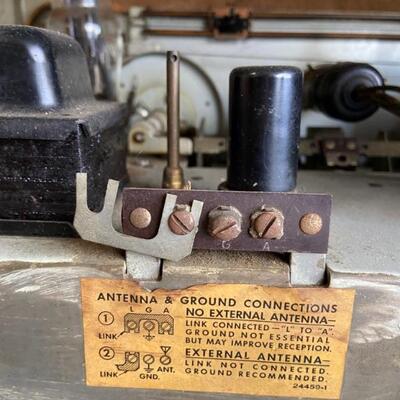 G A
ANTENNA & GROUND CONNECTIONS
L G A
1 NO EXTERNAL ANTENNA—
LINK CONNECTED—"L" TO "A".
LINK GROUND NOT ESSENTIAL
BUT MAY IMPROVE RECEPTION.
2 EXTERNAL ANTENNA—
LINK ANT. LINK NOT CONNECTED.
GND. GROUND RECOMMENDED.
24459-1